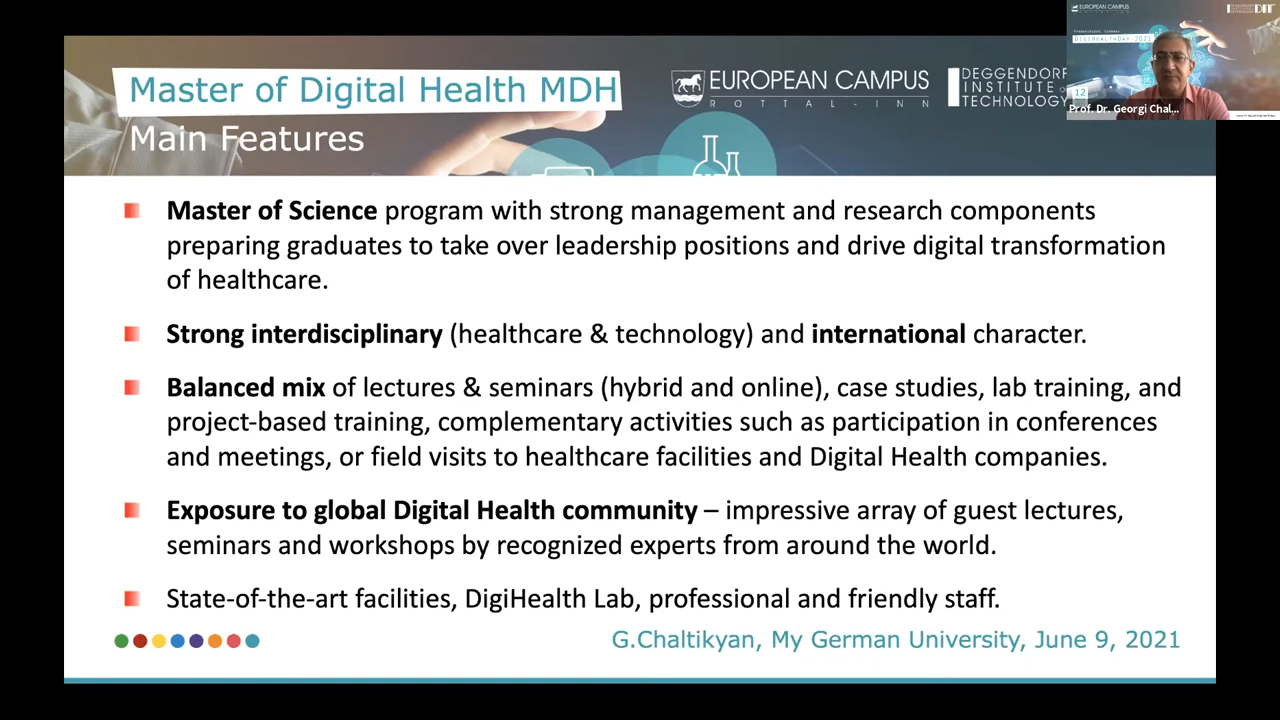 Master of Digital Health MDH
Main Features
EUROPEAN CAMPUS
ROTTAL-INN
DEGGENDORF
INSTITUTE OF
TECHNOLOGY
EUROPEAN CAMPUS
DIT
DIGIHEALTHDAY-2021
12
Prof. Dr. Georgi Chal...
Master of Science program with strong management and research components
preparing graduates to take over leadership positions and drive digital transformation
of healthcare.
Strong interdisciplinary (healthcare & technology) and international character.
Balanced mix of lectures & seminars (hybrid and online), case studies, lab training, and
project-based training, complementary activities such as participation in conferences
and meetings, or field visits to healthcare facilities and Digital Health companies.
Exposure to global Digital Health community – impressive array of guest lectures,
seminars and workshops by recognized experts from around the world.
State-of-the-art facilities, DigiHealth Lab, professional and friendly staff.
G.Chaltikyan, My German University, June 9, 2021